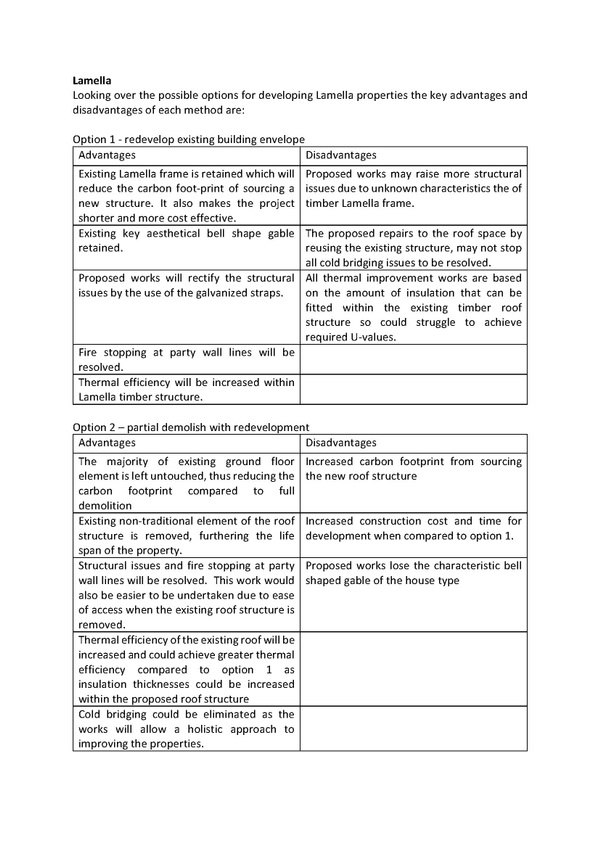 Lamella
Looking over the possible options for developing Lamella properties the key advantages and
disadvantages of each method are:
Option 1 - redevelop existing building envelope
Advantages
Disadvantages
Existing Lamella frame is retained which will
reduce the carbon foot-print of sourcing a
new structure. It also makes the project
shorter and more cost effective.
Proposed works may raise more structural
issues due to unknown characteristics the of
timber Lamella frame.
Existing key aesthetical bell shape gable
retained.
The proposed repairs to the roof space by
reusing the existing structure, may not stop
all cold bridging issues to be resolved.
Proposed works will rectify the structural
issues by the use of the galvanized straps.
All thermal improvement works are based
on the amount of insulation that can be
fitted within the existing timber roof
structure so could struggle to achieve
required U-values.
Fire stopping at party wall lines will be
resolved.
Thermal efficiency will be increased within
Lamella timber structure.
Option 2 – partial demolish with redevelopment
Advantages
Disadvantages
The majority of existing ground floor
element is left untouched, thus reducing the
carbon footprint compared to full
demolition
Increased carbon footprint from sourcing
the new roof structure
Existing non-traditional element of the roof
structure is removed, furthering the life
span of the property.
Increased construction cost and time for
development when compared to option 1.
Structural issues and fire stopping at party
wall lines will be resolved. This work would
also be easier to be undertaken due to ease
of access when the existing roof structure is
removed.
Proposed works lose the characteristic bell
shaped gable of the house type
Thermal efficiency of the existing roof will be
increased and could achieve greater thermal
efficiency compared to option 1 as
insulation thicknesses could be increased
within the proposed roof structure
Cold bridging could be eliminated as the
works will allow a holistic approach to
improving the properties.